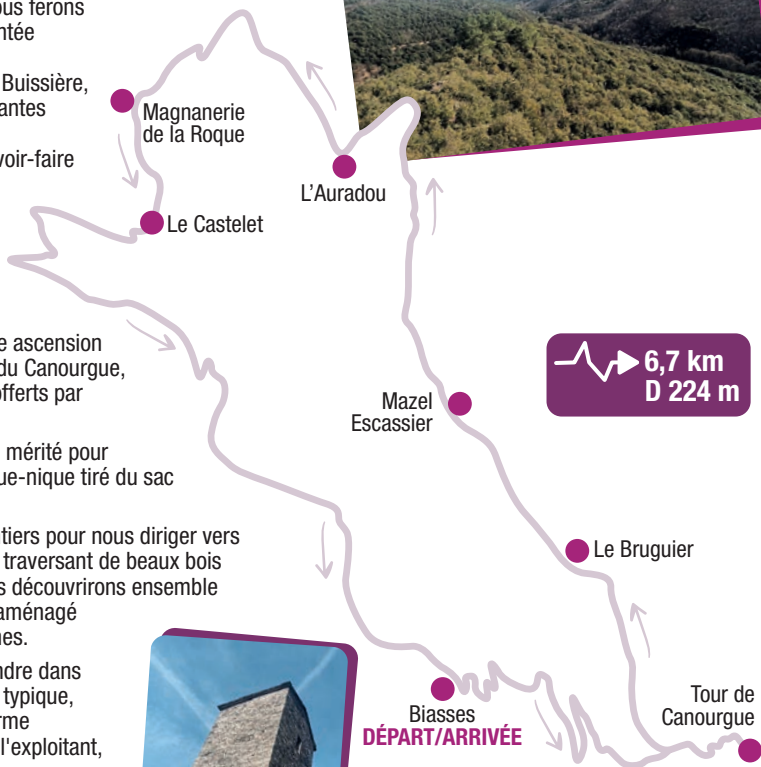 ous ferons
ntée
Buissière,
antes
voir-faire
e ascension
du Canourgue,
offerts par
mérité pour
ue-nique tiré du sac
tiers pour nous diriger vers
traversant de beaux bois
s découvrirons ensemble
aménagé
nes.
ndre dans
typique,
rme
l'exploitant,
Magnanerie
de la Roque
L'Auradou
Le Castelet
6,7 km
D 224 m
Mazel
Escassier
Le Bruguier
Biasses
DÉPART/ARRIVÉE
Tour de
Canourgue